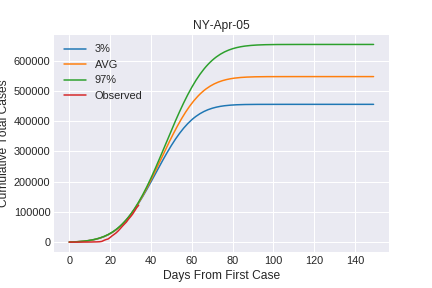 NY-Apr-05
3%
AVG
97%
Observed
600000
500000
400000
300000
200000
100000
0
Cumulative Total Cases
0 20 40 60 80 100 120 140
Days From First Case